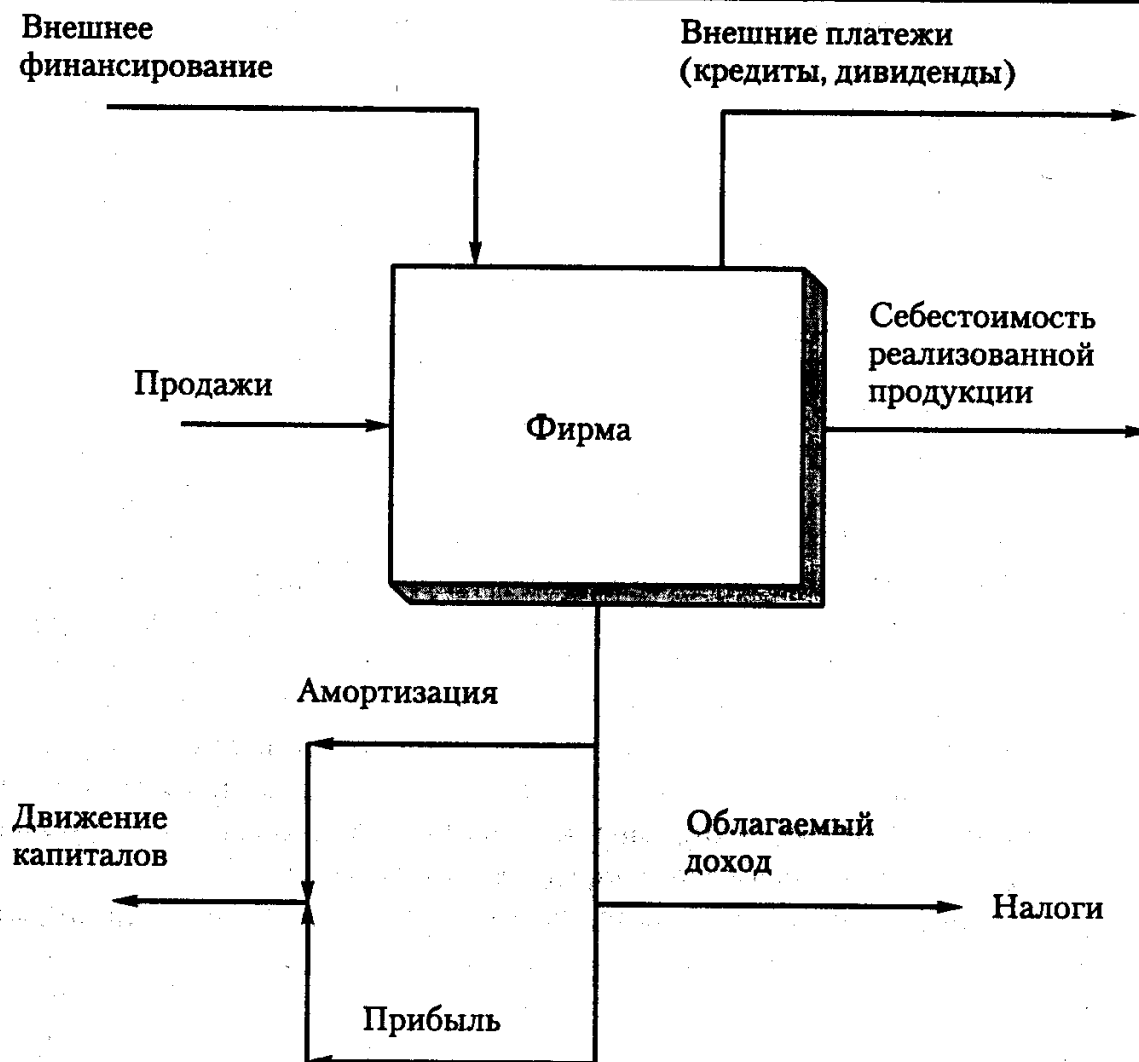 Внешнее
финансирование
Внешние платежи
(кредиты, дивиденды)
Продажи
Фирма
Себестоимость
реализованной
продукции
Амортизация
Движение
капиталов
Облагаемый
доход
Налоги
Прибыль